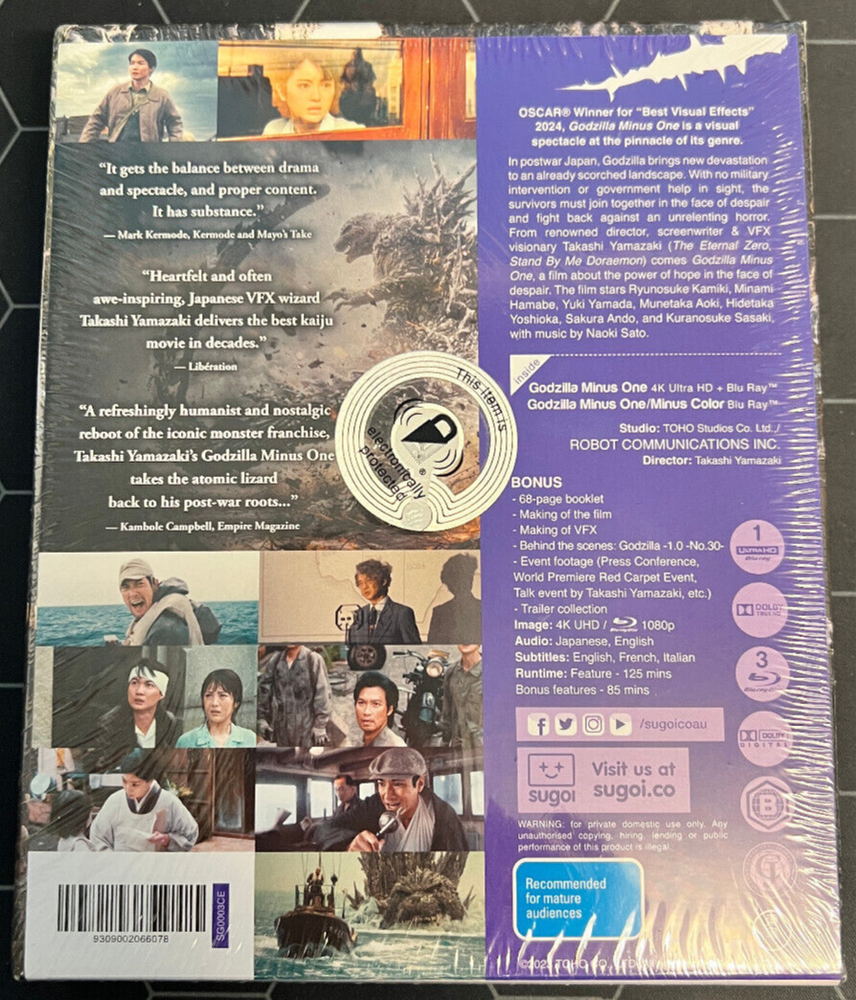 "It gets the balance between drama
and spectacle, and proper content.
It has substance."
— Mark Kermode, Kermode and Mayo's Take
"Heartfelt and often
awe-inspiring, Japanese VFX wizard
Takashi Yamazaki delivers the best kaiju
movie in decades."
— Libération
"A refreshingly humanist and nostalgic
reboot of the iconic monster franchise,
Takashi Yamazaki's Godzilla Minus One
takes the atomic lizard
back to his post-war roots..."
— Kambole Campbell, Empire Magazine
This item is
electronically
protected
®
9309002066078
SG0003CE
OSCAR® Winner for "Best Visual Effects"
2024, Godzilla Minus One is a visual
spectacle at the pinnacle of its genre.
In postwar Japan, Godzilla brings new devastation
to an already scorched landscape. With no military
intervention or government help in sight, the
survivors must join together in the face of despair
and fight back against an unrelenting horror.
From renowned director, screenwriter & VFX
visionary Takashi Yamazaki (The Eternal Zero,
Stand By Me Doraemon) comes Godzilla Minus
One, a film about the power of hope in the face of
despair. The film stars Ryunosuke Kamiki, Minami
Hamabe, Yuki Yamada, Munetaka Aoki, Hidetaka
Yoshioka, Sakura Ando, and Kuranosuke Sasaki,
with music by Naoki Sato.
inside
Godzilla Minus One 4K Ultra HD + Blu Ray™
Godzilla Minus One/Minus Color Blu Ray™
Studio: TOHO Studios Co. Ltd./
ROBOT COMMUNICATIONS INC.
Director: Takashi Yamazaki
BONUS
- 68-page booklet
- Making of the film
- Making of VFX
- Behind the scenes: Godzilla -1.0 -No.30-
- Event footage (Press Conference,
World Premiere Red Carpet Event,
Talk event by Takashi Yamazaki, etc.)
- Trailer collection
Image: 4K UHD / Blu-ray 1080p
Audio: Japanese, English
Subtitles: English, French, Italian
Runtime: Feature - 125 mins
Bonus features - 85 mins
1
ULTRA HD
Blu-ray
DOLBY
3
Blu-ray
DOLBY
DIGITAL
B
/sugoicoau
sugoi
Visit us at
sugoi.co
WARNING: for private domestic use only. Any
unauthorised copying, hiring, lending or public
performance of this product is illegal.
Recommended
for mature
audiences
TOHO CO., LTD.